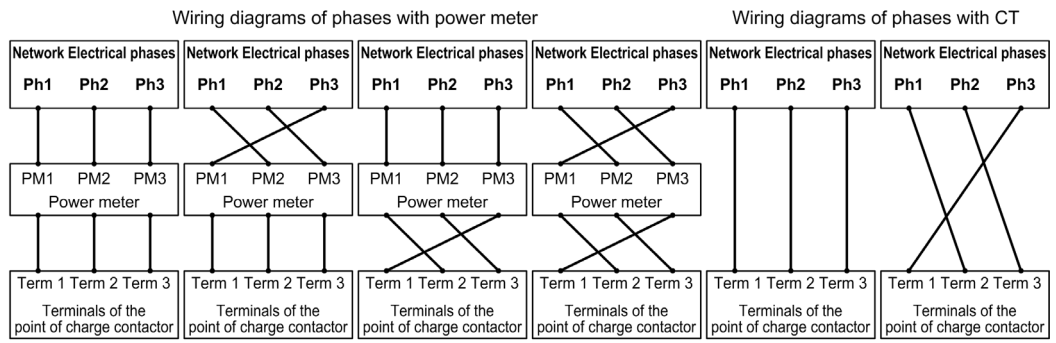 Wiring diagrams of phases with power meter
Wiring diagrams of phases with CT
Network Electrical phases
Ph1 Ph2 Ph3
PM1 PM2 PM3
Power meter
Term 1 Term 2 Term 3
Terminals of the
point of charge contactor
Network Electrical phases
Ph1 Ph2 Ph3
PM1 PM2 PM3
Power meter
Term 1 Term 2 Term 3
Terminals of the
point of charge contactor
Network Electrical phases
Ph1 Ph2 Ph3
PM1 PM2 PM3
Power meter
Term 1 Term 2 Term 3
Terminals of the
point of charge contactor
Network Electrical phases
Ph1 Ph2 Ph3
PM1 PM2 PM3
Power meter
Term 1 Term 2 Term 3
Terminals of the
point of charge contactor
Network Electrical phases
Ph1 Ph2 Ph3
Term 1 Term 2 Term 3
Terminals of the
point of charge contactor
Network Electrical phases
Ph1 Ph2 Ph3
Term 1 Term 2 Term 3
Terminals of the
point of charge contactor